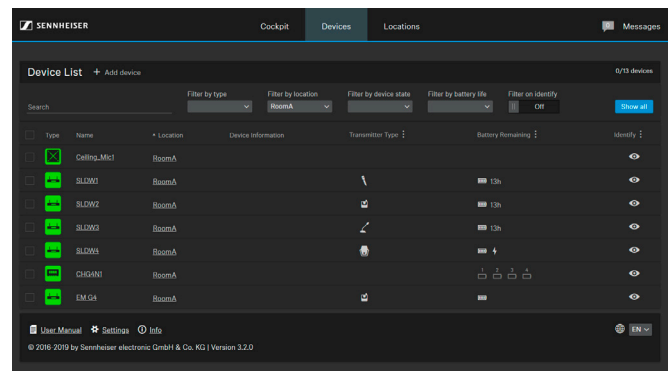 SENNHEISER Cockpit Devices Locations Messages
Device List + Add device 0/13 devices
Filter by type Filter by location Filter by device state Filter by battery life Filter on identify
Search RoomA Off Show all
Type Name Location Device Information Transmitter Type Battery Remaining Identify
Ceiling_Mic1 RoomA
SLDW1 RoomA 13h
SLDW2 RoomA 13h
SLDW3 RoomA 13h
SLDW4 RoomA
CHG4N1 RoomA 1 2 3 4
EM G4 RoomA
User Manual Settings Info EN
© 2016-2019 by Sennheiser electronic GmbH & Co. KG | Version 3.2.0